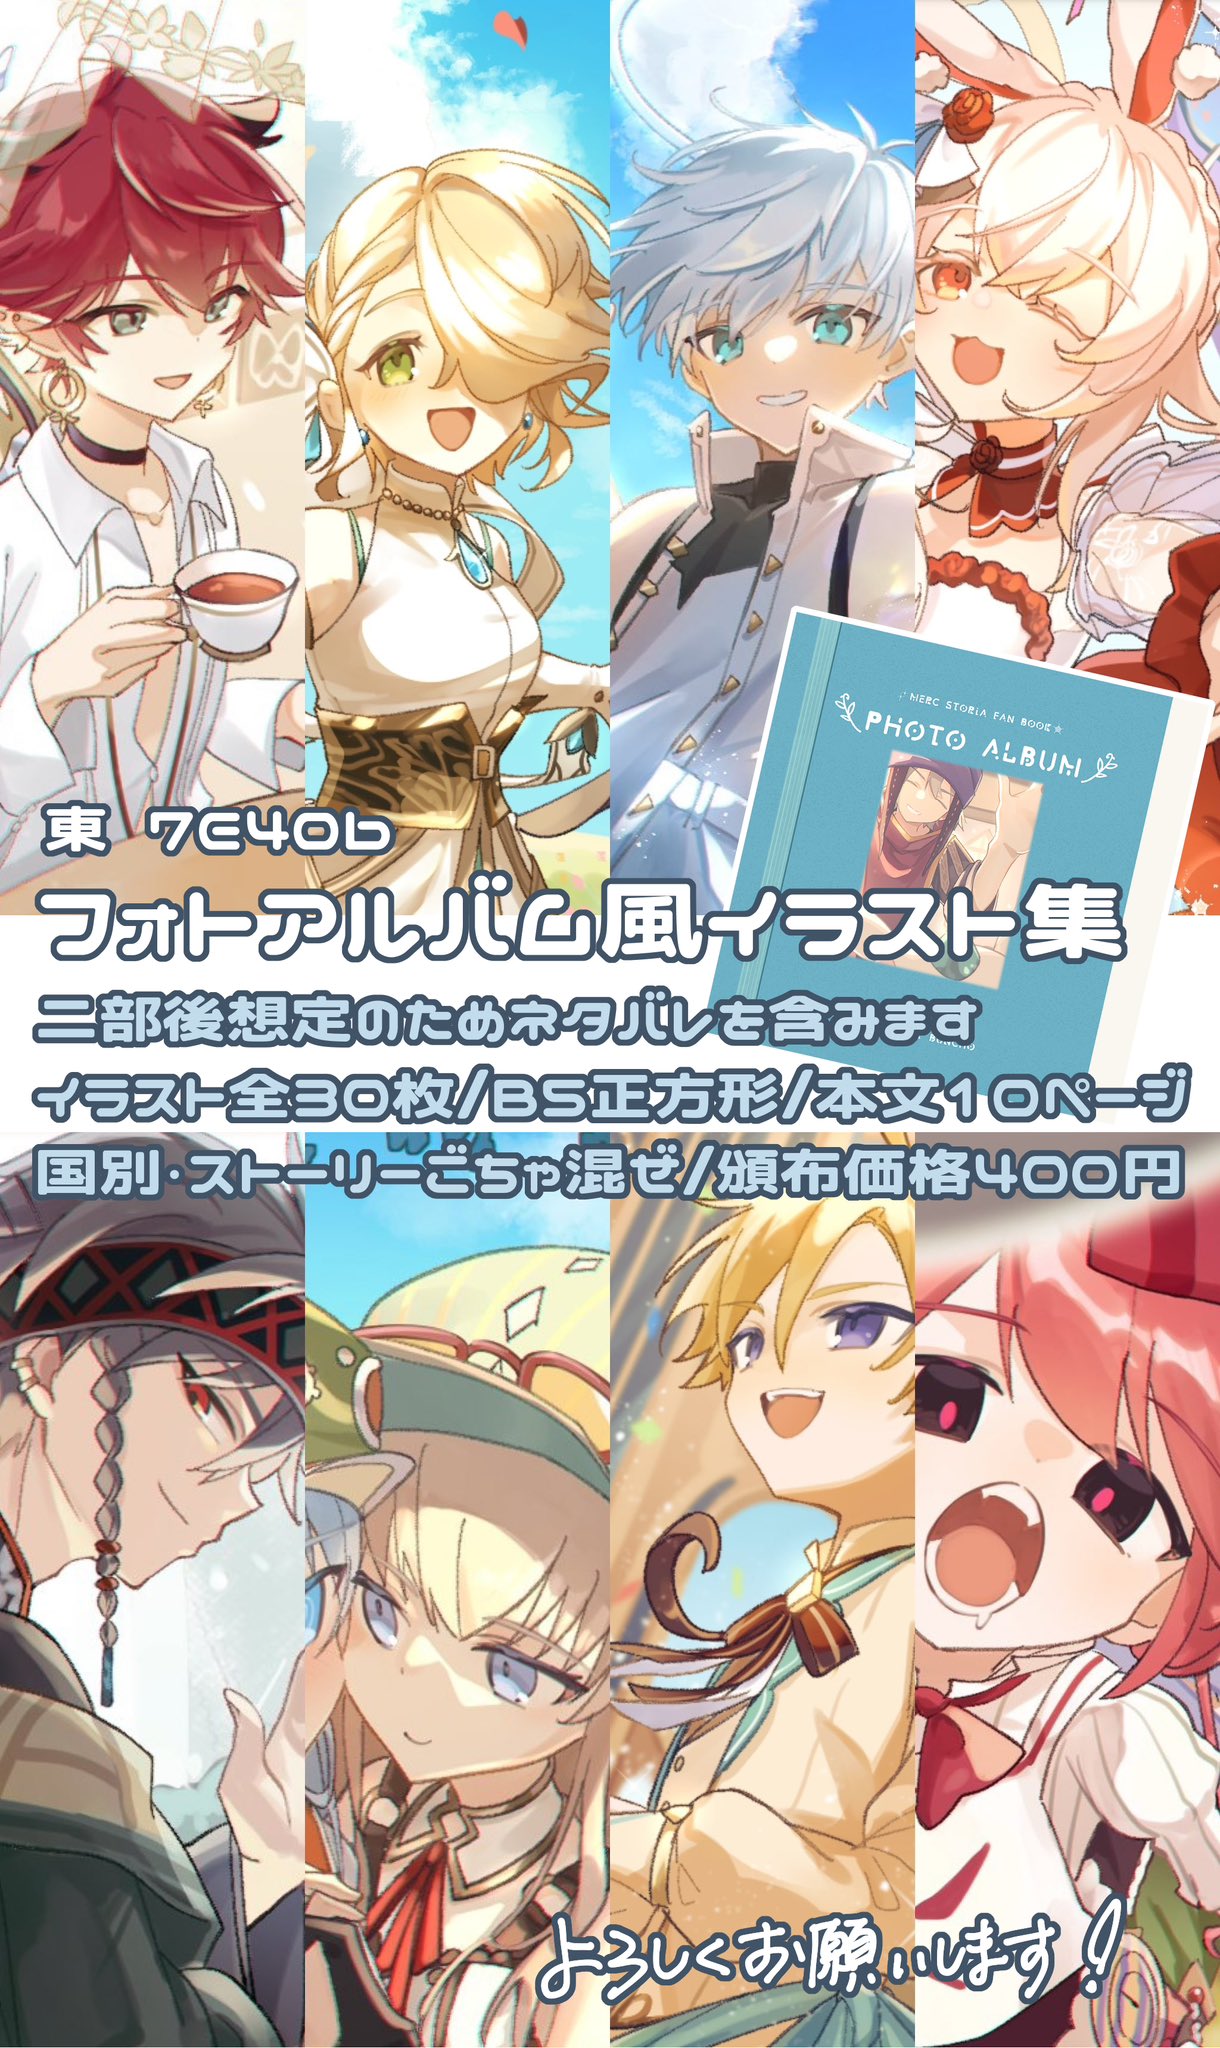 MERC STORIA FAN BOOK
PHOTO ALBUM
東 7E40b
フォトアルバム風イラスト集
二部後想定のためネタバレを含みます
イラスト全30枚/B5正方形/本文10ページ
国別・ストーリーごちゃ混ぜ/頒布価格400円
よろしくお願いします!